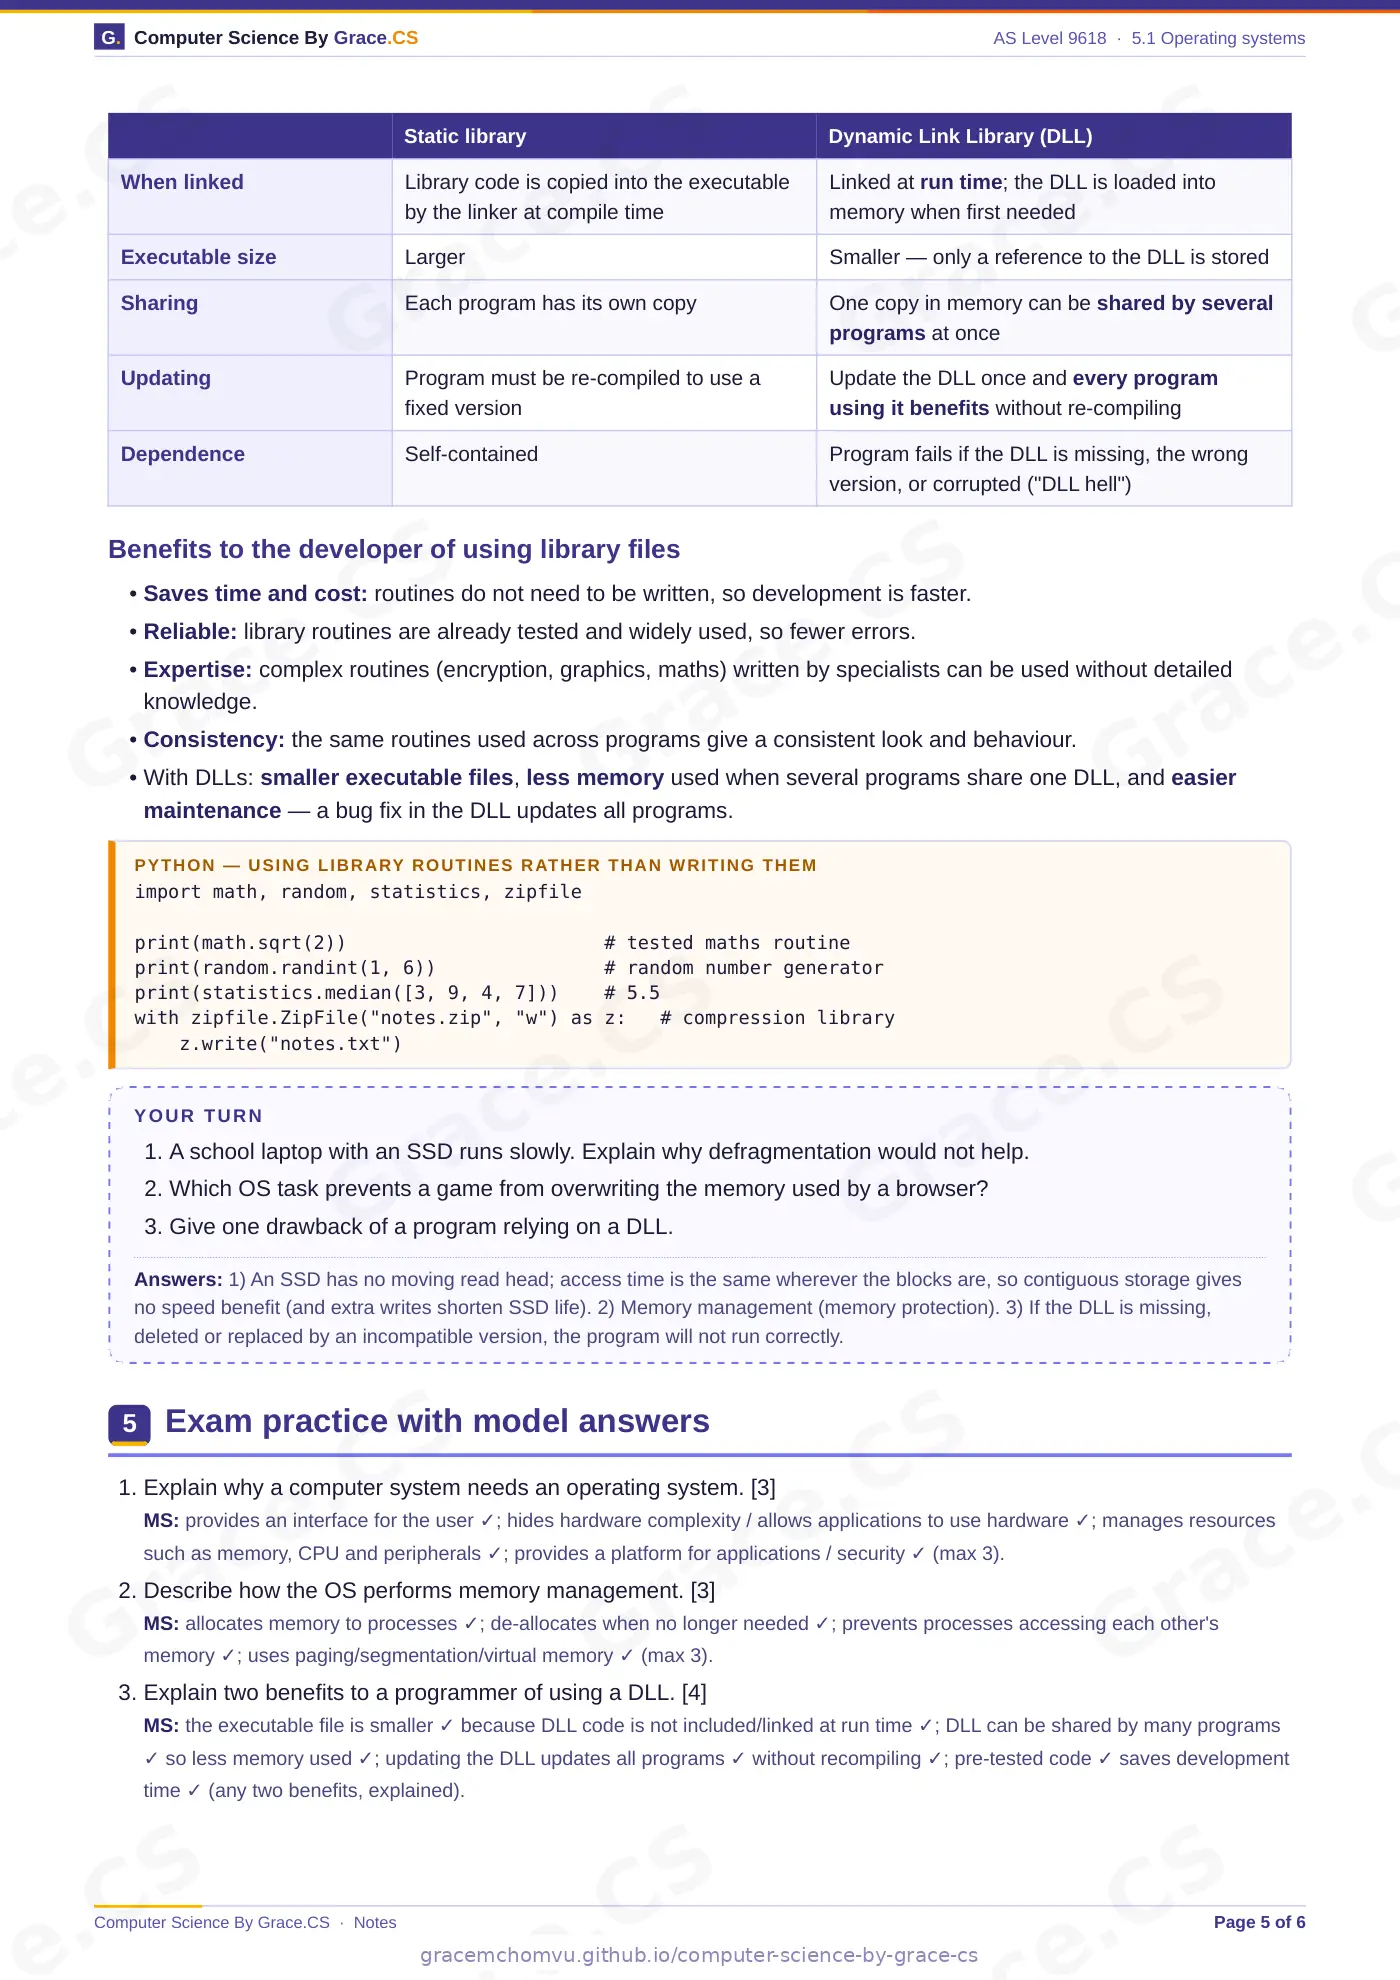 G. Computer Science By Grace.CS
AS Level 9618 · 5.1 Operating systems
Static library
Dynamic Link Library (DLL)
When linked
Library code is copied into the executable
by the linker at compile time
Linked at run time; the DLL is loaded into
memory when first needed
Executable size
Larger
Smaller — only a reference to the DLL is stored
Sharing
Each program has its own copy
One copy in memory can be shared by several
programs at once
Updating
Program must be re-compiled to use a
fixed version
Update the DLL once and every program
using it benefits without re-compiling
Dependence
Self-contained
Program fails if the DLL is missing, the wrong
version, or corrupted ("DLL hell")
Benefits to the developer of using library files
• Saves time and cost: routines do not need to be written, so development is faster.
• Reliable: library routines are already tested and widely used, so fewer errors.
• Expertise: complex routines (encryption, graphics, maths) written by specialists can be used without detailed
knowledge.
• Consistency: the same routines used across programs give a consistent look and behaviour.
• With DLLs: smaller executable files, less memory used when several programs share one DLL, and easier
maintenance — a bug fix in the DLL updates all programs.
PYTHON — USING LIBRARY ROUTINES RATHER THAN WRITING THEM
import math, random, statistics, zipfile
print(math.sqrt(2))                       # tested maths routine
print(random.randint(1, 6))               # random number generator
print(statistics.median([3, 9, 4, 7]))    # 5.5
with zipfile.ZipFile("notes.zip", "w") as z:   # compression library
    z.write("notes.txt")
YOUR TURN
1. A school laptop with an SSD runs slowly. Explain why defragmentation would not help.
2. Which OS task prevents a game from overwriting the memory used by a browser?
3. Give one drawback of a program relying on a DLL.
Answers: 1) An SSD has no moving read head; access time is the same wherever the blocks are, so contiguous storage gives
no speed benefit (and extra writes shorten SSD life). 2) Memory management (memory protection). 3) If the DLL is missing,
deleted or replaced by an incompatible version, the program will not run correctly.
5 Exam practice with model answers
1. Explain why a computer system needs an operating system. [3]
MS: provides an interface for the user ✓; hides hardware complexity / allows applications to use hardware ✓; manages resources
such as memory, CPU and peripherals ✓; provides a platform for applications / security ✓ (max 3).
2. Describe how the OS performs memory management. [3]
MS: allocates memory to processes ✓; de-allocates when no longer needed ✓; prevents processes accessing each other's
memory ✓; uses paging/segmentation/virtual memory ✓ (max 3).
3. Explain two benefits to a programmer of using a DLL. [4]
MS: the executable file is smaller ✓ because DLL code is not included/linked at run time ✓; DLL can be shared by many programs
✓ so less memory used ✓; updating the DLL updates all programs ✓ without recompiling ✓; pre-tested code ✓ saves development
time ✓ (any two benefits, explained).
Computer Science By Grace.CS · Notes
Page 5 of 6
gracemchomvu.github.io/computer-science-by-grace-cs